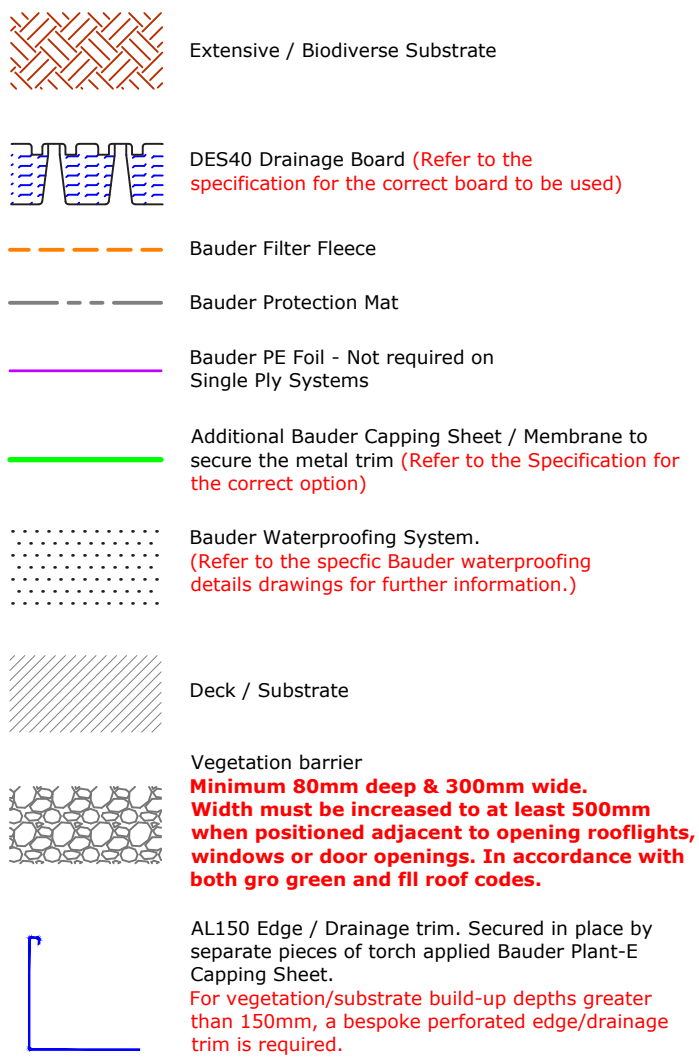 Extensive / Biodiverse Substrate
DES40 Drainage Board (Refer to the
specification for the correct board to be used)
Bauder Filter Fleece
Bauder Protection Mat
Bauder PE Foil - Not required on
Single Ply Systems
Additional Bauder Capping Sheet / Membrane to
secure the metal trim (Refer to the Specification for
the correct option)
Bauder Waterproofing System.
(Refer to the specfic Bauder waterproofing
details drawings for further information.)
Deck / Substrate
Vegetation barrier
Minimum 80mm deep & 300mm wide.
Width must be increased to at least 500mm
when positioned adjacent to opening rooflights,
windows or door openings. In accordance with
both gro green and fll roof codes.
AL150 Edge / Drainage trim. Secured in place by
separate pieces of torch applied Bauder Plant-E
Capping Sheet.
For vegetation/substrate build-up depths greater
than 150mm, a bespoke perforated edge/drainage
trim is required.